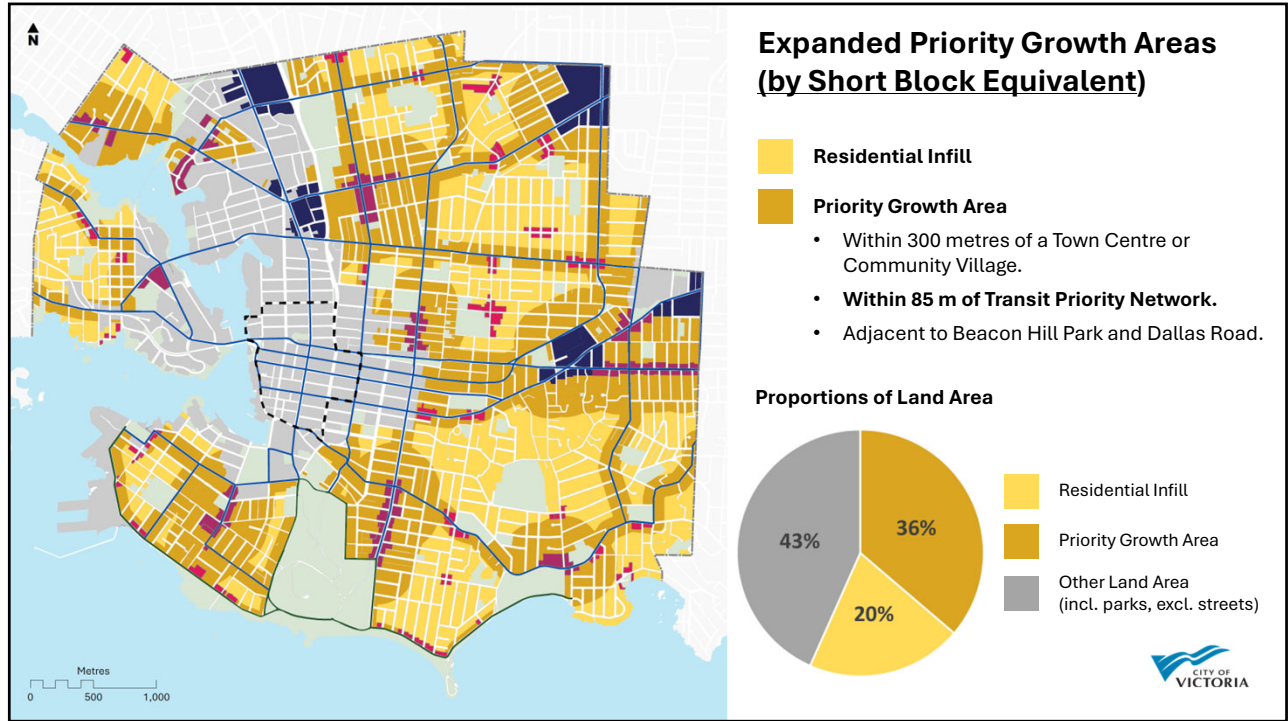 N
Expanded Priority Growth Areas
(by Short Block Equivalent)
Residential Infill
Priority Growth Area
• Within 300 metres of a Town Centre or
Community Village.
• Within 85 m of Transit Priority Network.
• Adjacent to Beacon Hill Park and Dallas Road.
Proportions of Land Area
43%
36%
20%
Residential Infill
Priority Growth Area
Other Land Area
(incl. parks, excl. streets)
Metres
0 500 1,000
CITY OF
VICTORIA